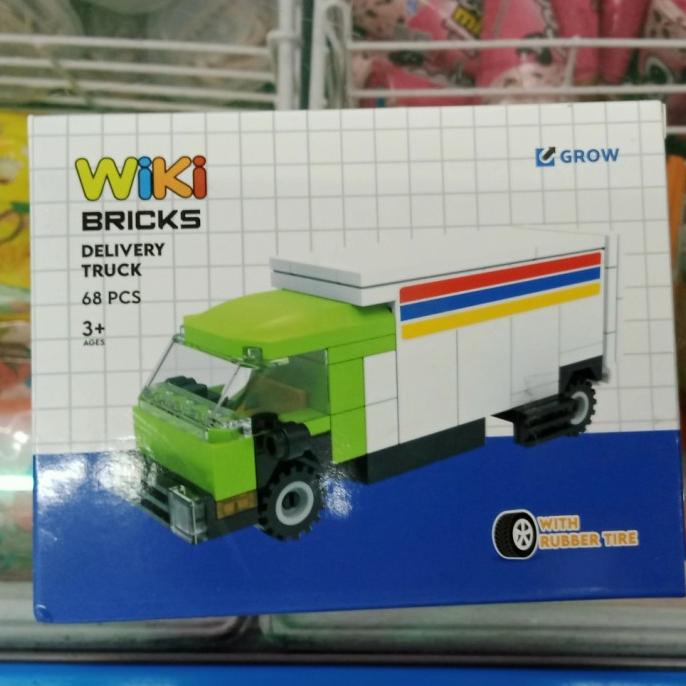 WiKi
BRICKS
DELIVERY
TRUCK
68 PCS
3+
AGES
GROW
WITH
RUBBER TIRE